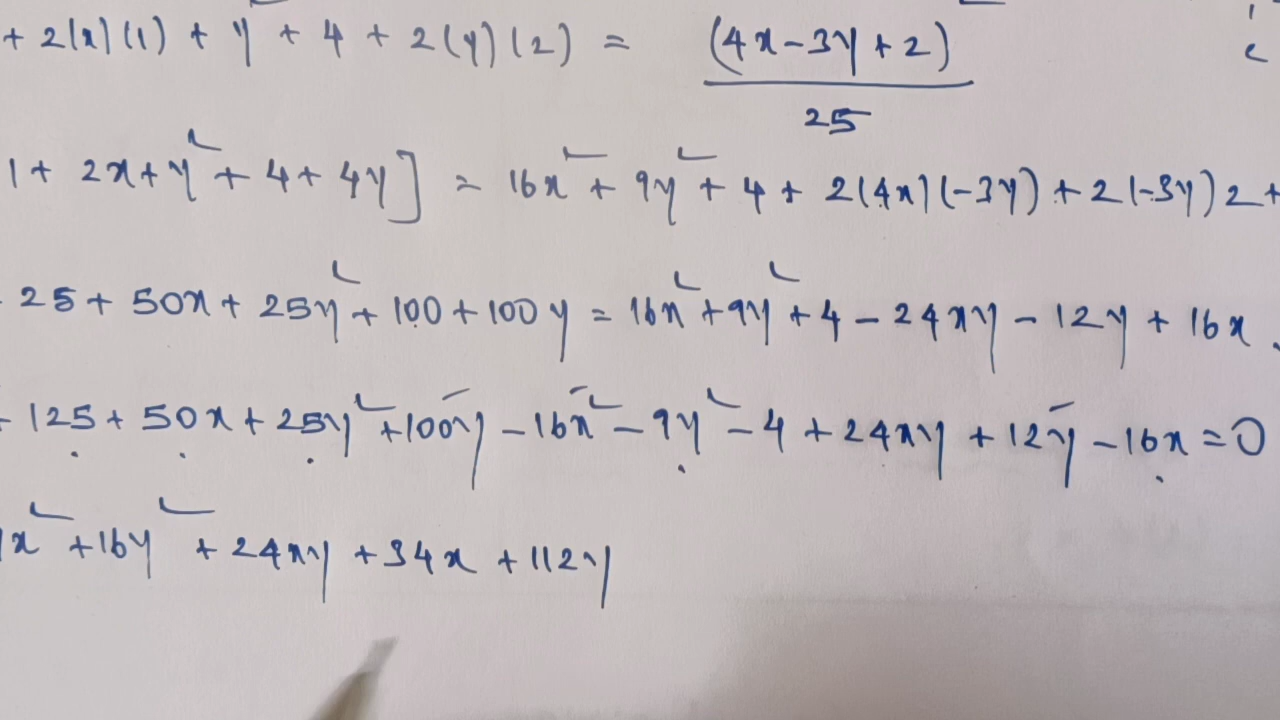 + 2(x)(1) + y² + 4 + 2(y)(2) = (4x-3y+2)
25
1 + 2x + y² + 4 + 4y] = 16x² + 9y² + 4 + 2(4x)(-3y) + 2(-3y)2 +
25 + 50x + 25y² + 100 + 100y = 16x² + 9y² + 4 - 24xy - 12y + 16x
+ 125 + 50x + 25y² + 100y - 16x² - 9y² - 4 + 24xy + 12y - 16x = 0
x² + 16y² + 24xy + 34x + 112y